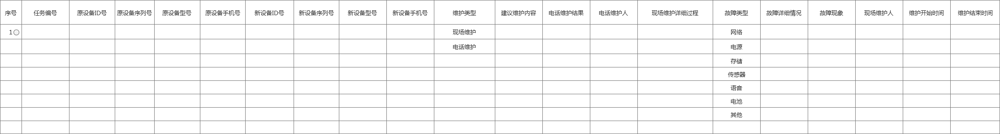 序号 任务编号 原设备ID号 原设备序列号 原设备型号 原设备手机号 新设备ID号 新设备序列号 新设备型号 新设备手机号 维护类型 建议维护内容 电话维护结果 电话维护人 现场维护详细过程 故障类型 故障详细情况 故障现象 现场维护人 维护开始时间 维护结束时间
1 现场维护 网络
电话维护 电源
存储
传感器
语音
电池
其他